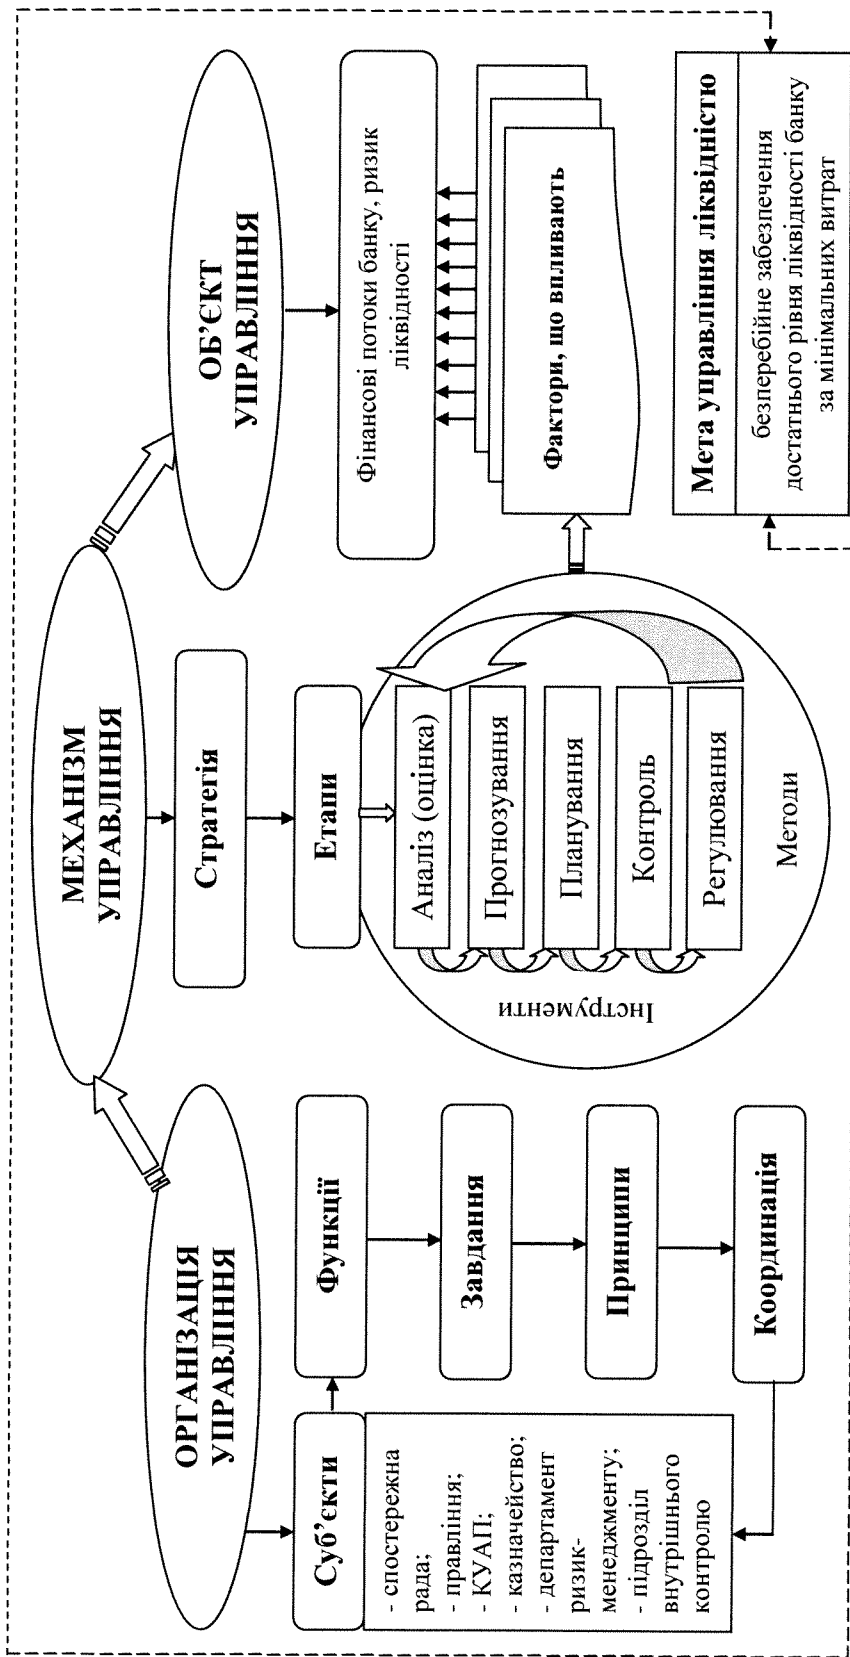 МЕХАНІЗМ
УПРАВЛІННЯ
ОРГАНІЗАЦІЯ
УПРАВЛІННЯ
ОБ’ЄКТ
УПРАВЛІННЯ
Суб’єкти
- спостережна
рада;
- правління;
- КУАП;
- казначейство;
- департамент
ризик-
менеджменту;
- підрозділ
внутрішнього
контролю
Функції
Завдання
Принципи
Координація
Стратегія
Етапи
Аналіз (оцінка)
Прогнозування
Планування
Контроль
Регулювання
Інструменти
Методи
Фінансові потоки банку, ризик
ліквідності
Фактори, що впливають
Мета управління ліквідністю
безперебійне забезпечення
достатнього рівня ліквідності банку
за мінімальних витрат